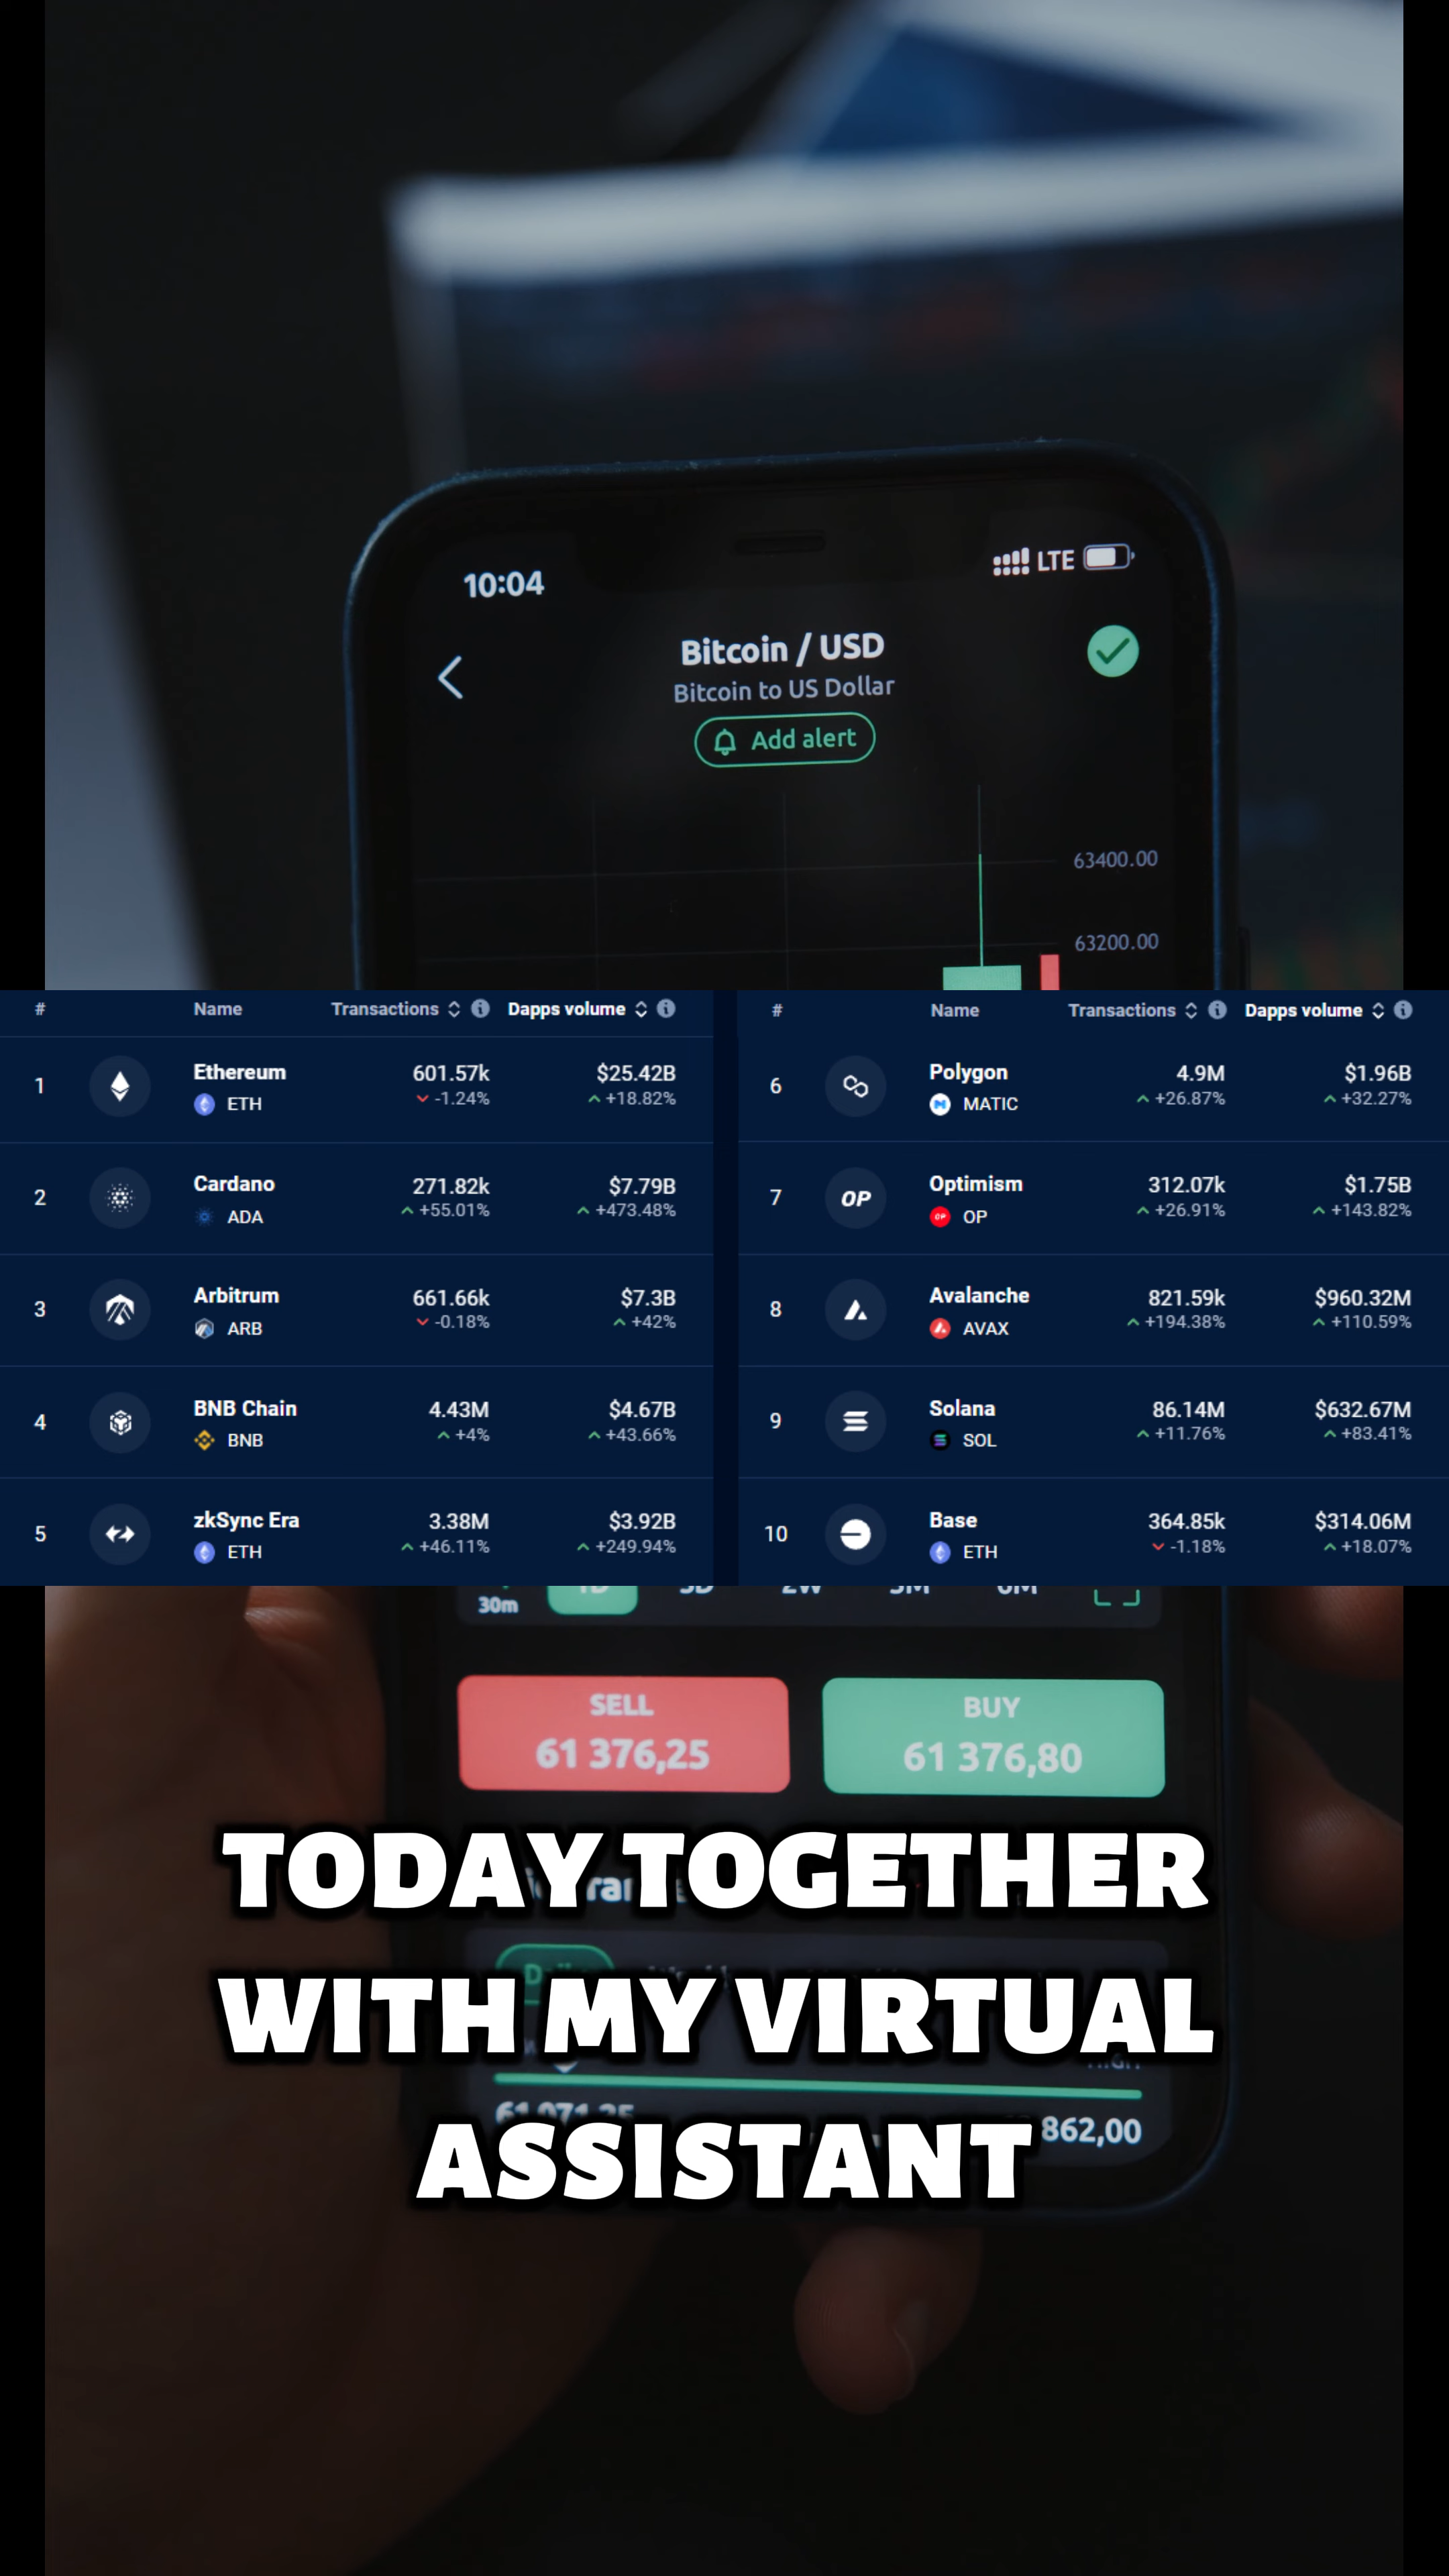 10:04
LTE
Bitcoin / USD
Bitcoin to US Dollar
Add alert
63400.00
63200.00
# Name Transactions Dapps volume
1 Ethereum 601.57k $25.42B
ETH -1.24% +18.82%
2 Cardano 271.82k $7.79B
ADA +55.01% +473.48%
3 Arbitrum 661.66k $7.3B
ARB -0.18% +42%
4 BNB Chain 4.43M $4.67B
BNB +4% +43.66%
5 zkSync Era 3.38M $3.92B
ETH +46.11% +249.94%
# Name Transactions Dapps volume
6 Polygon 4.9M $1.96B
MATIC +26.87% +32.27%
7 OP Optimism 312.07k $1.75B
OP OP +26.91% +143.82%
8 Avalanche 821.59k $960.32M
AVAX +194.38% +110.59%
9 Solana 86.14M $632.67M
SOL +11.76% +83.41%
10 Base 364.85k $314.06M
ETH -1.18% +18.07%
30m
SELL BUY
61 376,25 61 376,80
TODAY TOGETHER
WITH MY VIRTUAL
ASSISTANT
862,00